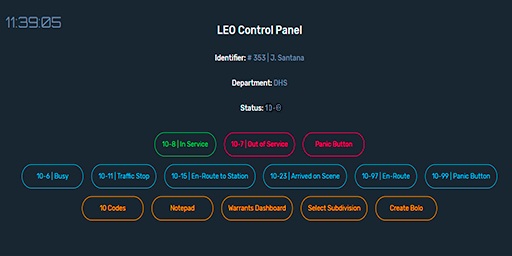 11:39:05
LEO Control Panel
Identifier: # 353 | J. Santana
Department: DHS
Status: 10-8
10-8 | In Service 10-7 | Out of Service Panic Button
10-6 | Busy 10-11 | Traffic Stop 10-15 | En-Route to Station 10-23 | Arrived on Scene 10-97 | En-Route 10-99 | Panic Button
10 Codes Notepad Warrants Dashboard Select Subdivision Create Bolo